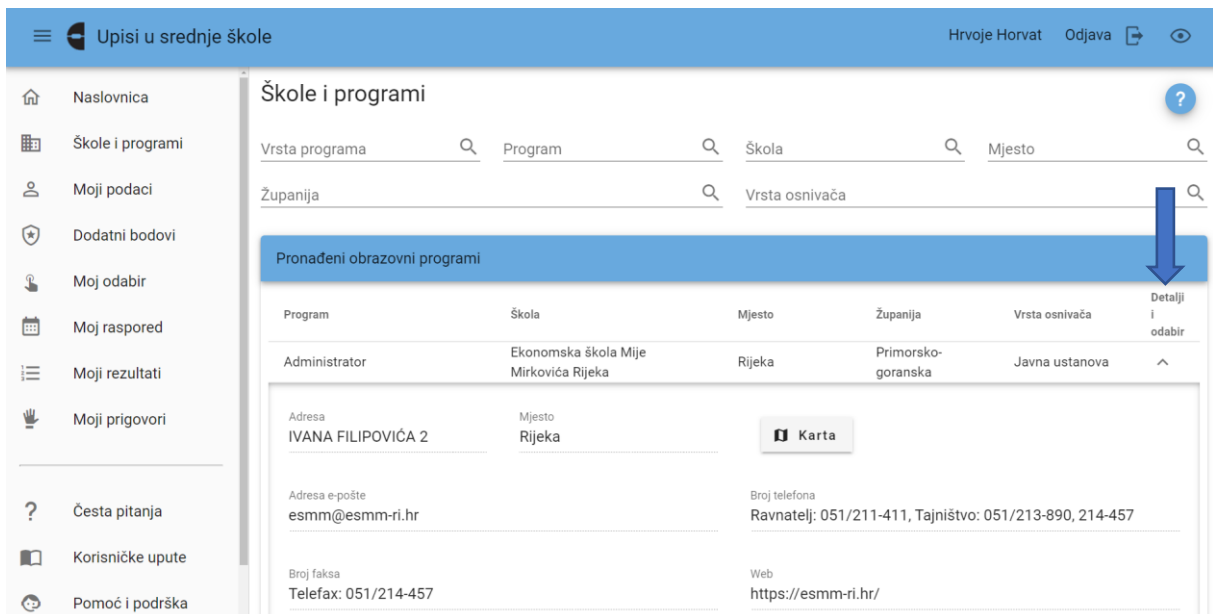 Upisi u srednje škole
Hrvoje Horvat
Odjava
Naslovnica
Škole i programi
Moji podaci
Dodatni bodovi
Moj odabir
Moj raspored
Moji rezultati
Moji prigovori
Česta pitanja
Korisničke upute
Pomoć i podrška
Škole i programi
?
Vrsta programa
Program
Škola
Mjesto
Županija
Vrsta osnivača
Pronađeni obrazovni programi
Program
Škola
Mjesto
Županija
Vrsta osnivača
Detalji
i
odabir
Administrator
Ekonomska škola Mije
Mirkovića Rijeka
Rijeka
Primorsko-
goranska
Javna ustanova
Adresa
IVANA FILIPOVIĆA 2
Mjesto
Rijeka
Karta
Adresa e-pošte
esmm@esmm-ri.hr
Broj telefona
Ravnatelj: 051/211-411, Tajništvo: 051/213-890, 214-457
Broj faksa
Telefax: 051/214-457
Web
https://esmm-ri.hr/